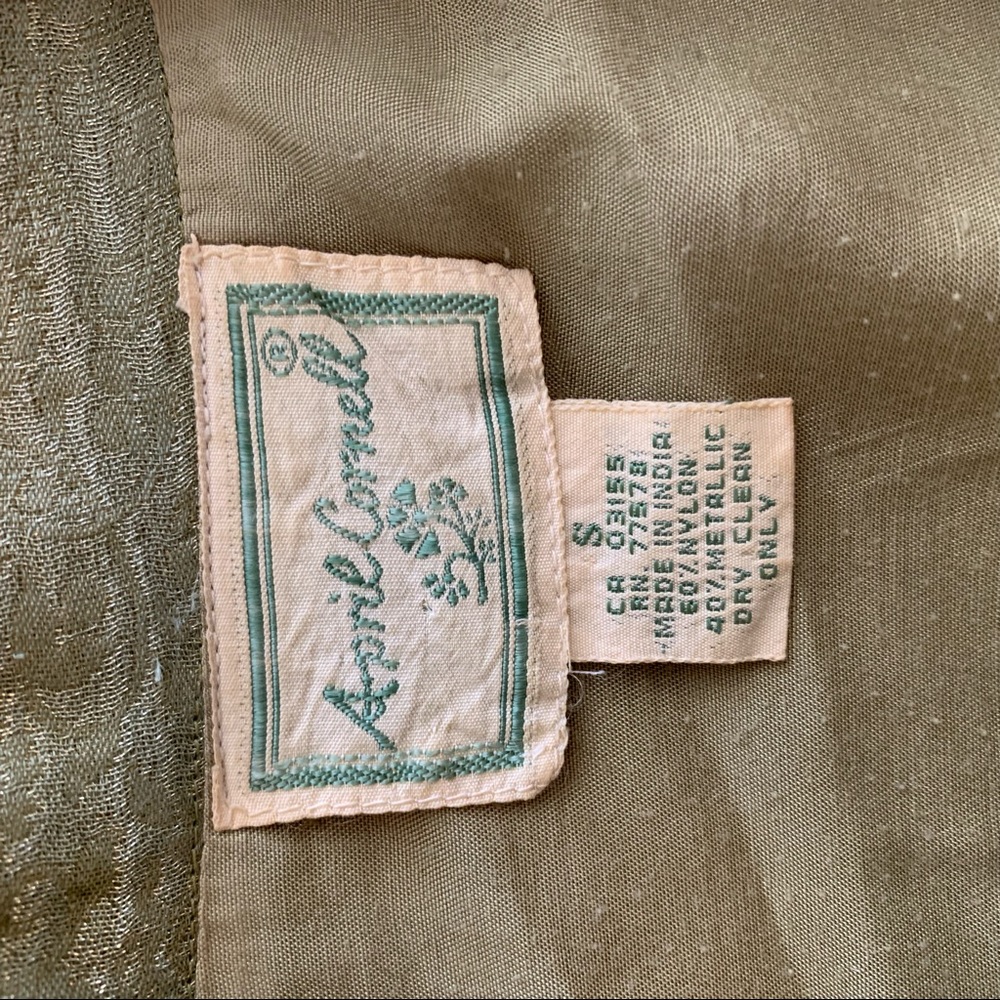 April Cornell ®
S
CA 03155
RN 77578
MADE IN INDIA
60% NYLON
40% METALLIC
DRY CLEAN
ONLY